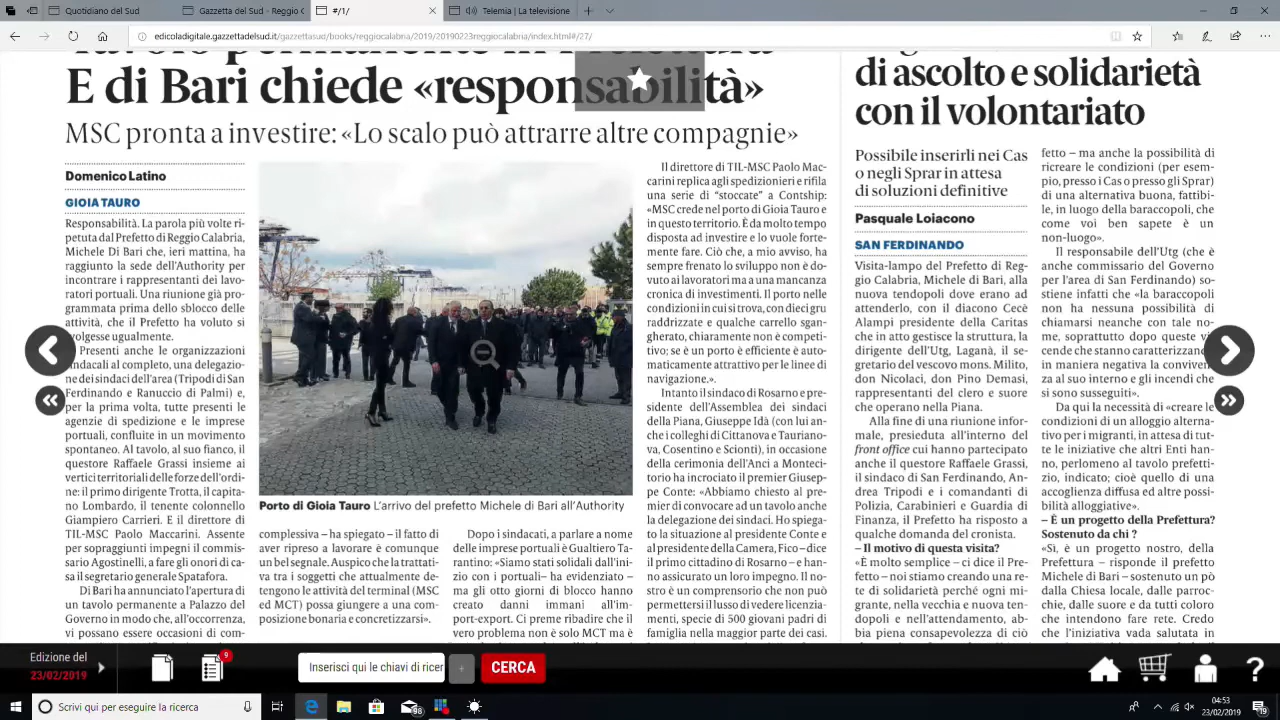 #/1
Telemia | La Televisione
edicoladigitale.gazzettadelsud.it/gazzettasud/books/reggiocalabria/2019/20190223reggiocalabria/index.html#/27/
E di Bari chiede «responsabilità»
MSC pronta a investire: «Lo scalo può attrarre altre compagnie»
Domenico Latino
GIOIA TAURO
Responsabilità. La parola più volte ri-
petuta dal Prefetto di Reggio Calabria,
Michele Di Bari che, ieri mattina, ha
raggiunto la sede dell'Authority per
incontrare i rappresentanti dei lavo-
ratori portuali. Una riunione già pro-
grammata prima dello sblocco delle
attività, che il Prefetto ha voluto si
svolgesse ugualmente.
Presenti anche le organizzazioni
sindacali al completo, una delegazio-
ne dei sindaci dell'area (Tripodi di San
Ferdinando e Ranuccio di Palmi) e,
per la prima volta, tutte presenti le
agenzie di spedizione e le imprese
portuali, confluite in un movimento
spontaneo. Al tavolo, al suo fianco, il
questore Raffaele Grassi insieme ai
vertici territoriali delle forze dell'ordi-
ne: il primo dirigente Trotta, il capita-
no Lombardo, il tenente colonnello
Giampiero Carrieri. E il direttore di
TIL-MSC Paolo Maccarini. Assente
per sopraggiunti impegni il commis-
sario Agostinelli, a fare gli onori di ca-
sa il segretario generale Spatafora.
Di Bari ha annunciato l'apertura di
un tavolo permanente a Palazzo del
Governo in modo che, all'occorrenza,
vi possano essere occasioni di com-
Porto di Gioia Tauro L'arrivo del prefetto Michele di Bari all'Authority
complessiva – ha spiegato – il fatto di
aver ripreso a lavorare è comunque
un bel segnale. Auspico che la trattati-
va tra i soggetti che attualmente de-
tengono le attività del terminal (MSC
ed MCT) possa giungere a una com-
posizione bonaria e concretizzarsi».
Dopo i sindacati, a parlare a nome
delle imprese portuali è Gualtiero Ta-
rantino: «Siamo stati solidali dall'ini-
zio con i portuali– ha evidenziato –
ma gli otto giorni di blocco hanno
creato danni immani all'im-
port-export. Ci preme ribadire che il
vero problema non è solo MCT ma è
Il direttore di TIL-MSC Paolo Mac-
carini replica agli spedizionieri e rifila
una serie di "stoccate" a Contship:
«MSC crede nel porto di Gioia Tauro e
in questo territorio. È da molto tempo
disposta ad investire e lo vuole forte-
mente fare. Ciò che, a mio avviso, ha
sempre frenato lo sviluppo non è do-
vuto ai lavoratori ma a una mancanza
cronica di investimenti. Il porto nelle
condizioni in cui si trova, con dieci gru
raddrizzate e qualche carrello sgan-
gherato, chiaramente non è competi-
tivo; se è un porto è efficiente è auto-
maticamente attrattivo per le linee di
navigazione.».
Intanto il sindaco di Rosarno e pre-
sidente dell'Assemblea dei sindaci
della Piana, Giuseppe Idà (con lui an-
che i colleghi di Cittanova e Tauriano-
va, Cosentino e Scionti), in occasione
della cerimonia dell'Anci a Monteci-
torio ha incrociato il premier Giusep-
pe Conte: «Abbiamo chiesto al pre-
mier di convocare ad un tavolo anche
la delegazione dei sindaci. Ho spiega-
to la situazione al presidente Conte e
al presidente della Camera, Fico – dice
il primo cittadino di Rosarno – e han-
no assicurato un loro impegno. Il no-
stro è un comprensorio che non può
permettersi il lusso di vedere licenzia-
menti, specie di 500 giovani padri di
famiglia nella maggior parte dei casi.
di ascolto e solidarietà
con il volontariato
Possibile inserirli nei Cas
o negli Sprar in attesa
di soluzioni definitive
Pasquale Loiacono
SAN FERDINANDO
Visita-lampo del Prefetto di Reg-
gio Calabria, Michele di Bari, alla
nuova tendopoli dove erano ad
attenderlo, con il diacono Cecè
Alampi presidente della Caritas
che in atto gestisce la struttura, la
dirigente dell'Utg, Laganà, il se-
gretario del vescovo mons. Milito,
don Nicolaci, don Pino Demasi,
rappresentanti del clero e suore
che operano nella Piana.
Alla fine di una riunione infor-
male, presieduta all'interno del
front office cui hanno partecipato
anche il questore Raffaele Grassi,
il sindaco di San Ferdinando, An-
drea Tripodi e i comandi di
Polizia, Carabinieri e Guardia di
Finanza, il Prefetto ha risposto a
qualche domanda del cronista.
– Il motivo di questa visita?
«È molto semplice – ci dice il Pre-
fetto – noi stiamo creando una re-
te di solidarietà perché ogni mi-
grante, nella vecchia e nuova ten-
dopoli e nell'attendamento, ab-
bia piena consapevolezza di ciò
fetto – ma anche la possibilità di
ricreare le condizioni (per esem-
pio, presso i Cas o presso gli Sprar)
di una alternativa buona, fattibi-
le, in luogo della baraccopoli, che
come voi ben sapete è un
non-luogo».
Il responsabile dell'Utg (che è
anche commissario del Governo
per l'area di San Ferdinando) so-
stiene infatti che «la baraccopoli
non ha nessuna possibilità di
chiamarsi neanche con tale no-
me, soprattutto dopo queste vi
cende che stanno caratterizzand
in maniera negativa la conviven
za al suo interno e gli incendi che
si sono susseguiti».
Da qui la necessità di «creare le
condizioni di un alloggio alterna-
tivo per i migranti, in attesa di tut-
te le iniziative che altri Enti han-
no, perlomeno al tavolo prefetti-
zio, indicato; cioè quello di una
accoglienza diffusa ed altre possi-
bilità alloggiative».
– È un progetto della Prefettura?
Sostenuto da chi ?
«Sì, è un progetto nostro, della
Prefettura – risponde il prefetto
Michele di Bari – sostenuto un pò
dalla Chiesa locale, dalle parroc-
chie, dalle suore e da tutti coloro
che intendono fare rete. Credo
che l'iniziativa vada salutata in
Edizione del
23/02/2019
9
Inserisci qui le chiavi di ricer
+
CERCA
?
Scrivi qui per eseguire la ricerca
98
04:53
23/02/2019